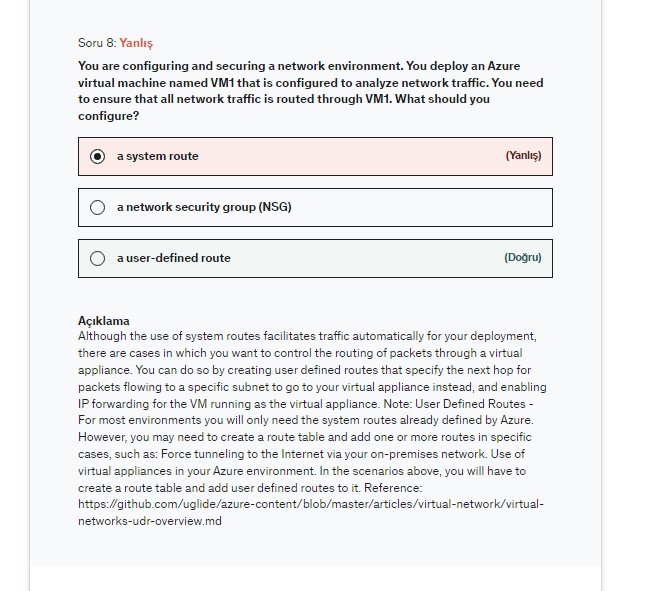 Soru 8: Yanlış
You are configuring and securing a network environment. You deploy an Azure
virtual machine named VM1 that is configured to analyze network traffic. You need
to ensure that all network traffic is routed through VM1. What should you
configure?
a system route (Yanlış)
a network security group (NSG)
a user-defined route (Doğru)
Açıklama
Although the use of system routes facilitates traffic automatically for your deployment,
there are cases in which you want to control the routing of packets through a virtual
appliance. You can do so by creating user defined routes that specify the next hop for
packets flowing to a specific subnet to go to your virtual appliance instead, and enabling
IP forwarding for the VM running as the virtual appliance. Note: User Defined Routes -
For most environments you will only need the system routes already defined by Azure.
However, you may need to create a route table and add one or more routes in specific
cases, such as: Force tunneling to the Internet via your on-premises network. Use of
virtual appliances in your Azure environment. In the scenarios above, you will have to
create a route table and add user defined routes to it. Reference:
https://github.com/uglide/azure-content/blob/master/articles/virtual-network/virtual-
networks-udr-overview.md